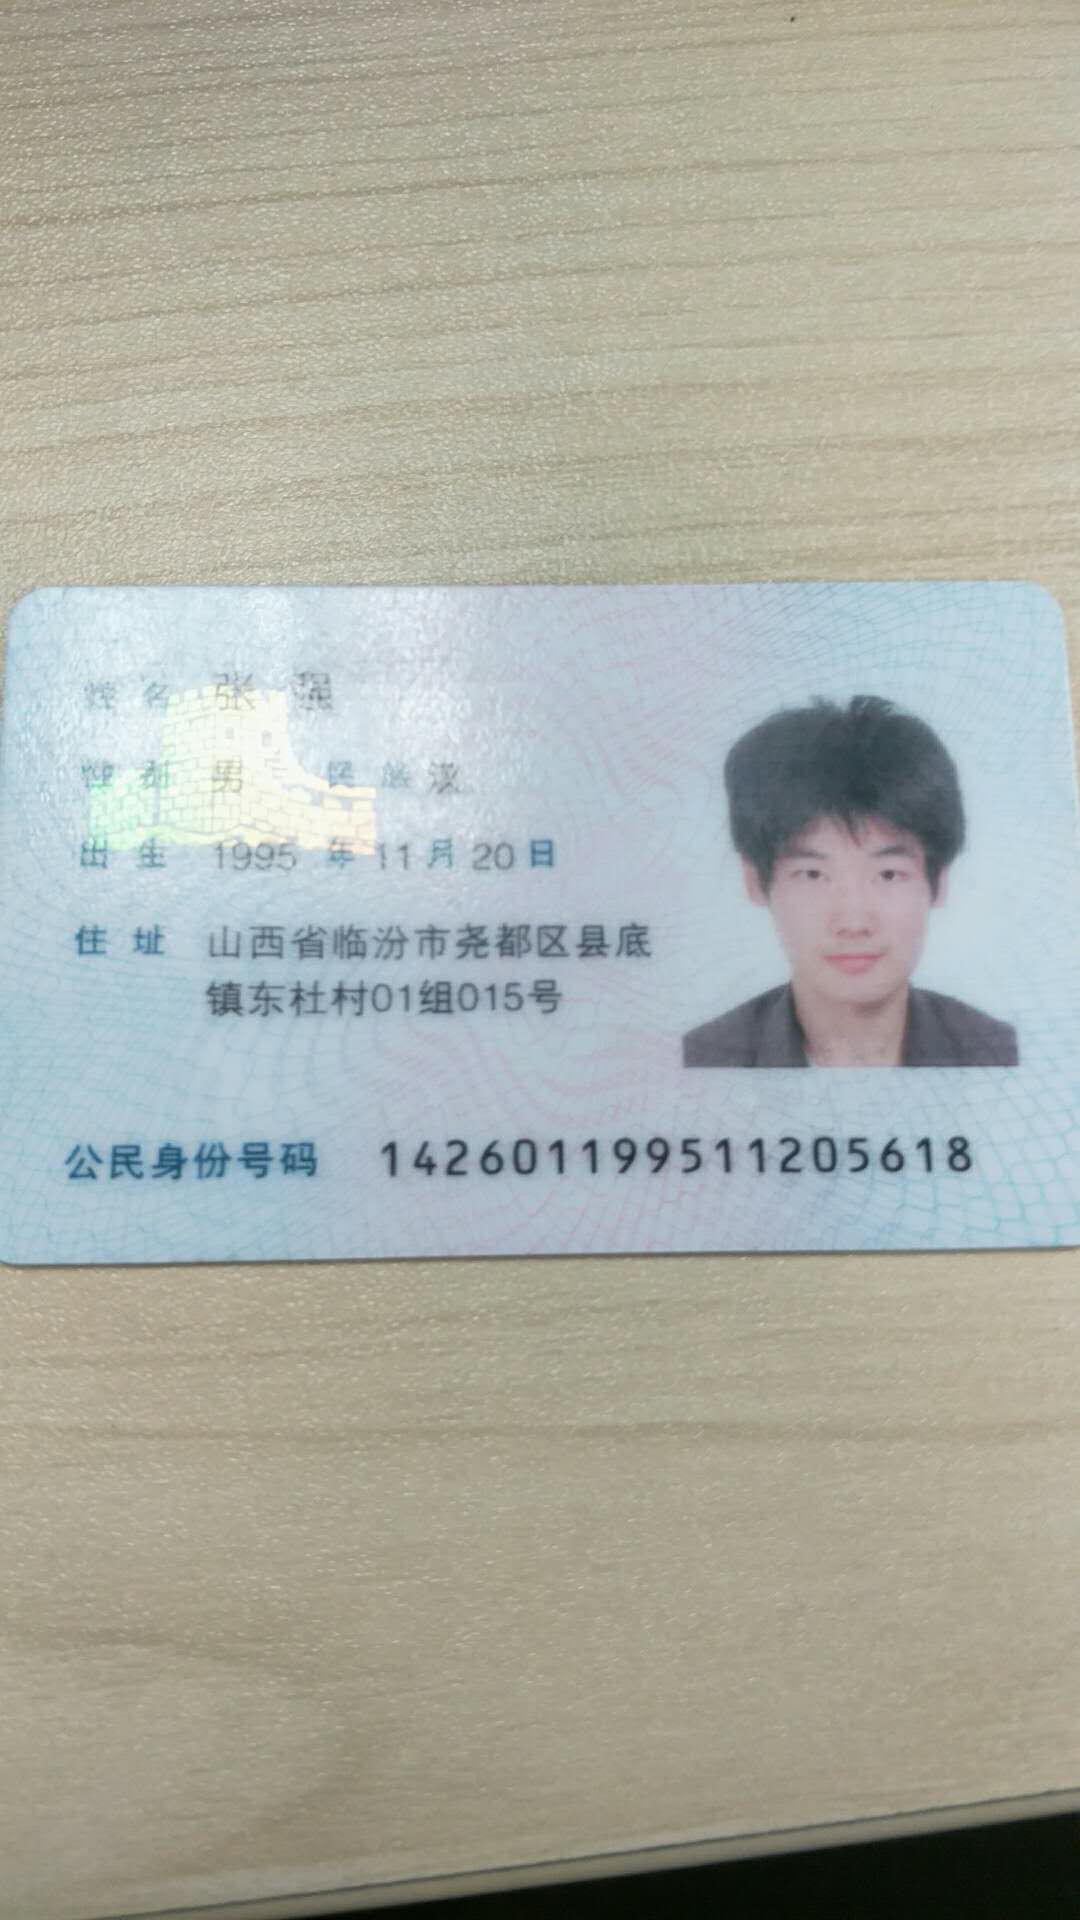 姓名 张强
性别 男 民族 汉
出生 1995 年 11 月 20 日
住址 山西省临汾市尧都区县底
镇东杜村01组015号
公民身份号码 142601199511205618